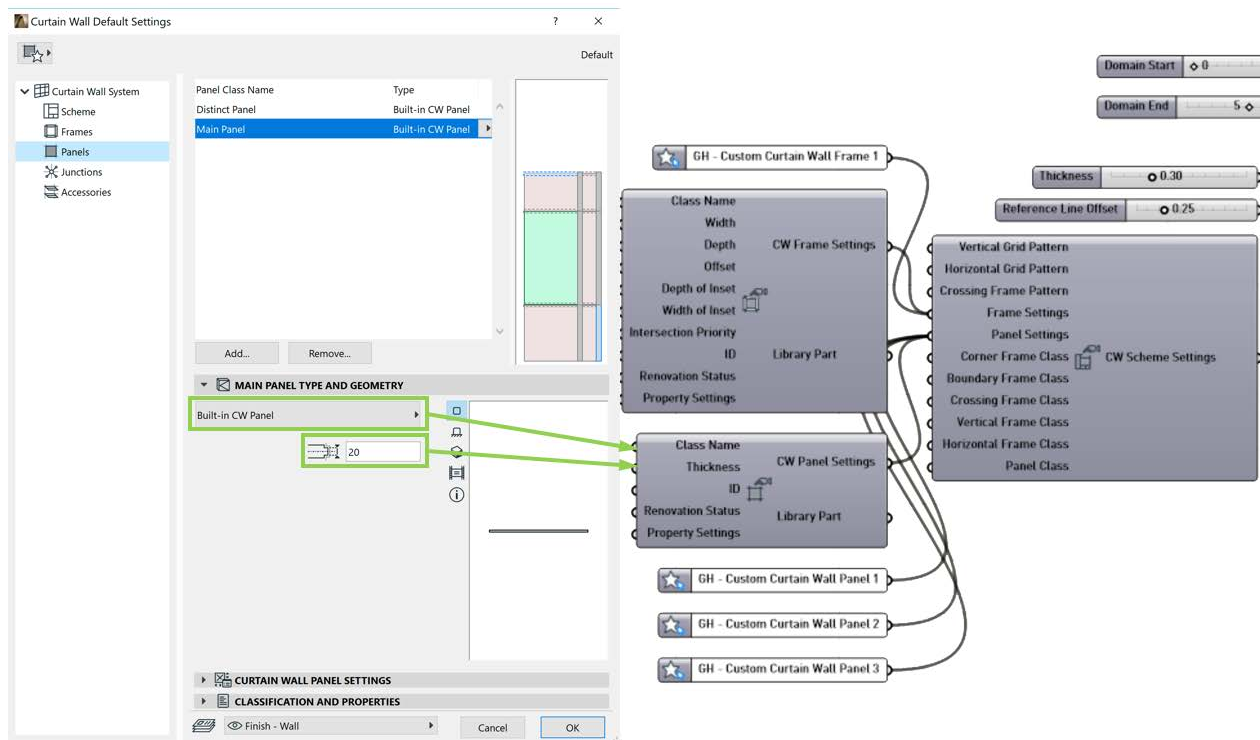 Curtain Wall Default Settings
?
Default
Curtain Wall System
Scheme
Frames
Panels
Junctions
Accessories
Panel Class Name Type
Distinct Panel Built-in CW Panel
Main Panel Built-in CW Panel
Add... Remove...
MAIN PANEL TYPE AND GEOMETRY
Built-in CW Panel
20
CURTAIN WALL PANEL SETTINGS
CLASSIFICATION AND PROPERTIES
Finish - Wall
Cancel OK
Domain Start 0
Domain End 5
GH - Custom Curtain Wall Frame 1
Thickness 0.30
Reference Line Offset 0.25
Class Name
Width
Depth
Offset
Depth of Inset
Width of Inset
Intersection Priority
ID
Renovation Status
Property Settings
CW Frame Settings
Library Part
Vertical Grid Pattern
Horizontal Grid Pattern
Crossing Frame Pattern
Frame Settings
Panel Settings
Corner Frame Class
Boundary Frame Class
Crossing Frame Class
Vertical Frame Class
Horizontal Frame Class
Panel Class
CW Scheme Settings
Class Name
Thickness
ID
Renovation Status
Property Settings
CW Panel Settings
Library Part
GH - Custom Curtain Wall Panel 1
GH - Custom Curtain Wall Panel 2
GH - Custom Curtain Wall Panel 3